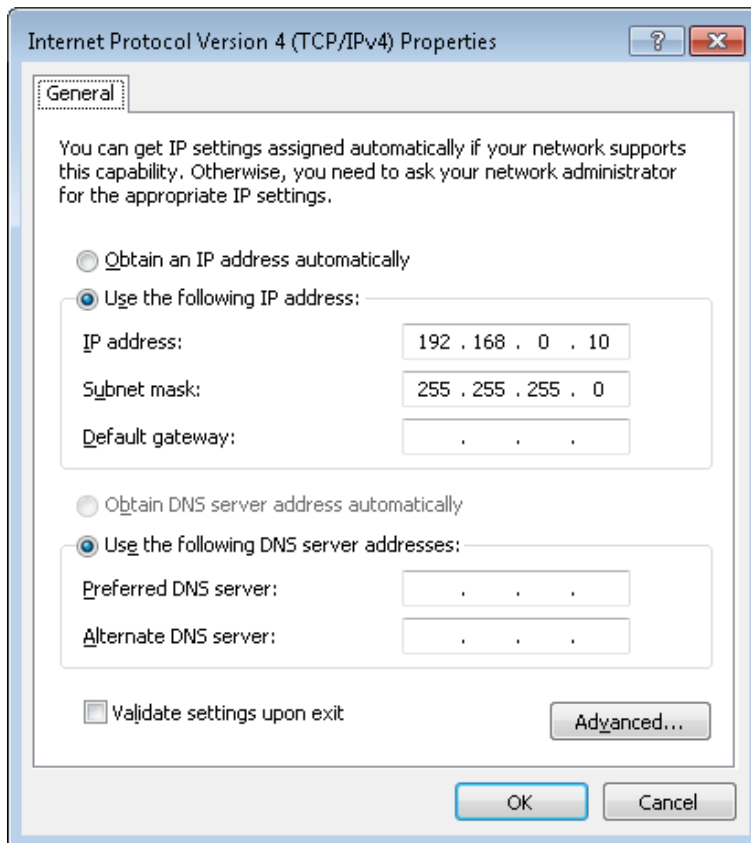 Internet Protocol Version 4 (TCP/IPv4) Properties
?
General
You can get IP settings assigned automatically if your network supports
this capability. Otherwise, you need to ask your network administrator
for the appropriate IP settings.
Obtain an IP address automatically
Use the following IP address:
IP address: 192 . 168 . 0 . 10
Subnet mask: 255 . 255 . 255 . 0
Default gateway: . . .
Obtain DNS server address automatically
Use the following DNS server addresses:
Preferred DNS server: . . .
Alternate DNS server: . . .
Validate settings upon exit
Advanced...
OK Cancel